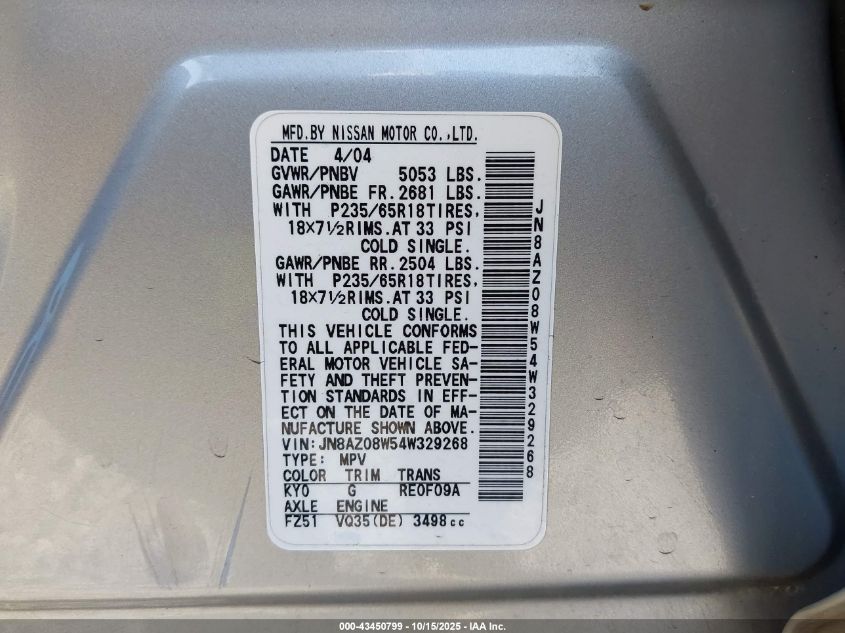 MFD.BY NISSAN MOTOR CO.,LTD.
DATE 4/04
GVWR/PNBV 5053 LBS.
GAWR/PNBE FR.2681 LBS.
WITH P235/65R18TIRES,
18×7½RIMS.AT 33 PSI
COLD SINGLE.
GAWR/PNBE RR.2504 LBS.
WITH P235/65R18TIRES,
18×7½RIMS.AT 33 PSI
COLD SINGLE.
THIS VEHICLE CONFORMS
TO ALL APPLICABLE FED-
ERAL MOTOR VEHICLE SA-
FETY AND THEFT PREVEN-
TION STANDARDS IN EFF-
ECT ON THE DATE OF MA-
NUFACTURE SHOWN ABOVE.
VIN:JN8AZ08W54W329268
TYPE: MPV
COLOR TRIM TRANS
KY0 G RE0F09A
AXLE ENGINE
FZ51 VQ35(DE) 3498cc
JN8AZ08W54W329268
000-43450799 - 10/15/2025 - IAA Inc.